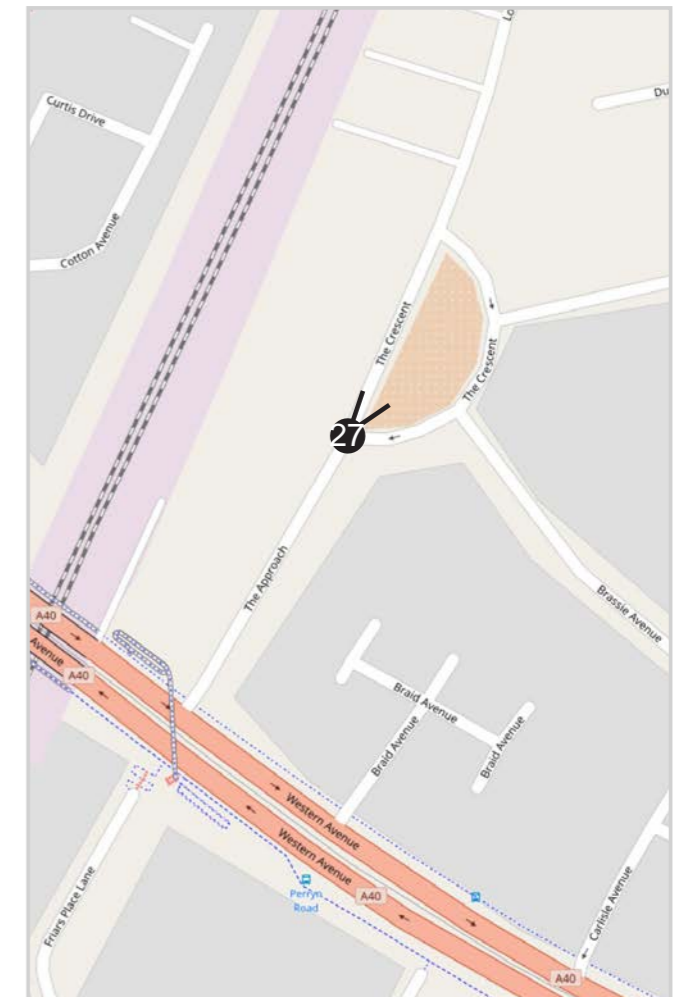 Curtis Drive
Cotton Avenue
The Crescent
The Crescent
27
The Approach
Brassie Avenue
A40
Avenue
A40
Braid Avenue
Braid Avenue
Braid Avenue
Western Avenue
Western Avenue
Perryn
Road
A40
Friars Place Lane
Carlisle Avenue
A40